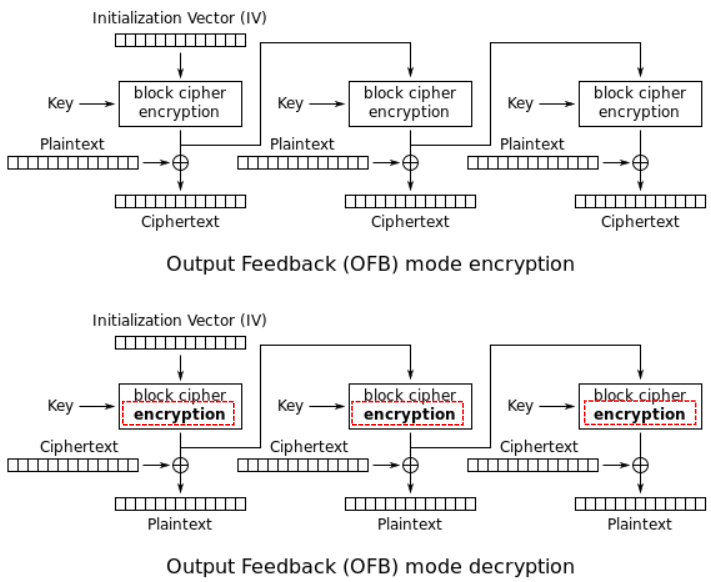 Initialization Vector (IV)
block cipher
encryption
block cipher
encryption
block cipher
encryption
Key
Key
Key
Plaintext
Plaintext
Plaintext
Ciphertext
Ciphertext
Ciphertext
Output Feedback (OFB) mode encryption
Initialization Vector (IV)
block cipher
encryption
block cipher
encryption
block cipher
encryption
Key
Key
Key
Ciphertext
Ciphertext
Ciphertext
Plaintext
Plaintext
Plaintext
Output Feedback (OFB) mode decryption